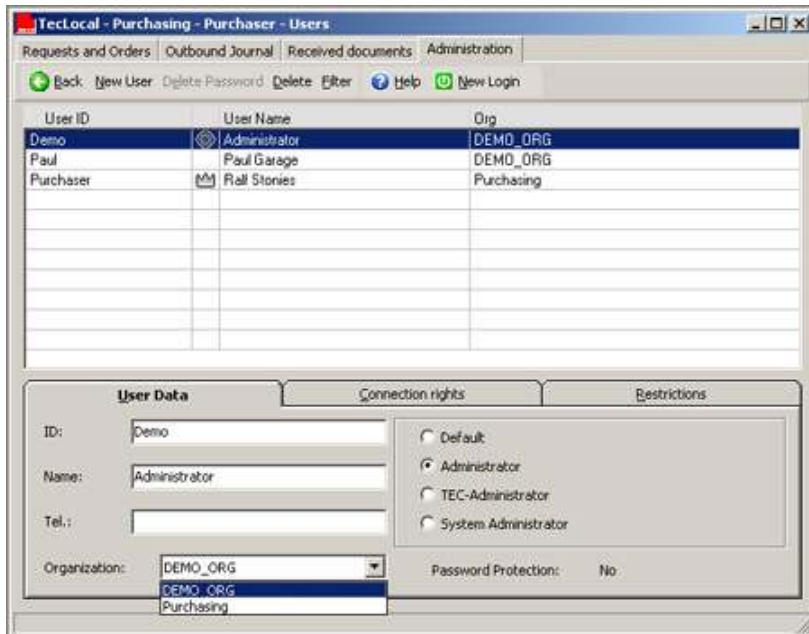 TecLocal - Purchasing - Purchaser - Users
Requests and Orders Outbound Journal Received documents Administration
Back New User Delete Password Delete Filter Help New Login
User ID User Name Org
Demo Administrator DEMO_ORG
Paul Paul Garage DEMO_ORG
Purchaser Ralf Stonies Purchasing
User Data Connection rights Restrictions
ID: Demo Default
Name: Administrator Administrator
TEC-Administrator
Tel.: System Administrator
Organization: DEMO_ORG Password Protection: No
DEMO_ORG
Purchasing